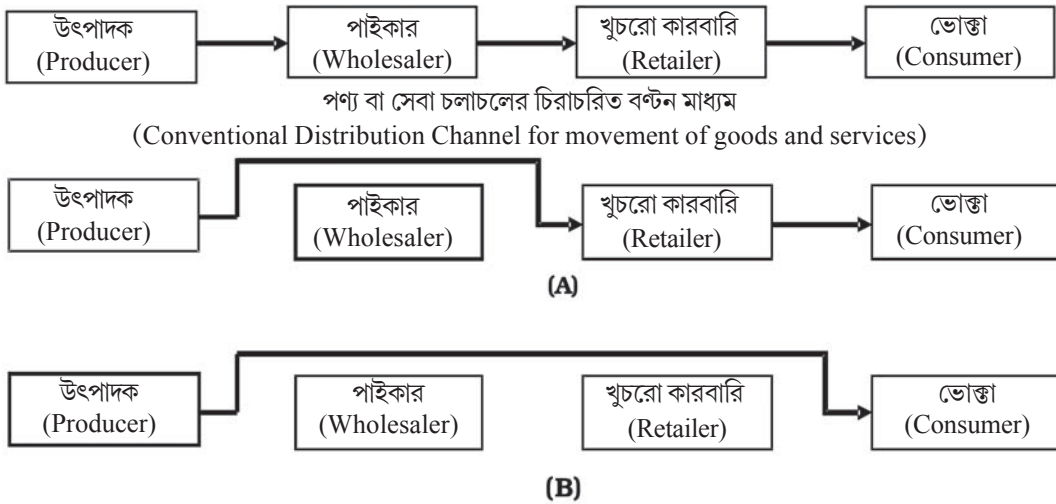 উৎপাদক পাইকার খুচরো কারবারি ভোক্তা
(Producer) (Wholesaler) (Retailer) (Consumer)
পণ্য বা সেবা চলাচলের চিরাচরিত বণ্টন মাধ্যম
(Conventional Distribution Channel for movement of goods and services)
উৎপাদক পাইকার খুচরো কারবারি ভোক্তা
(Producer) (Wholesaler) (Retailer) (Consumer)
(A)
উৎপাদক পাইকার খুচরো কারবারি ভোক্তা
(Producer) (Wholesaler) (Retailer) (Consumer)
(B)